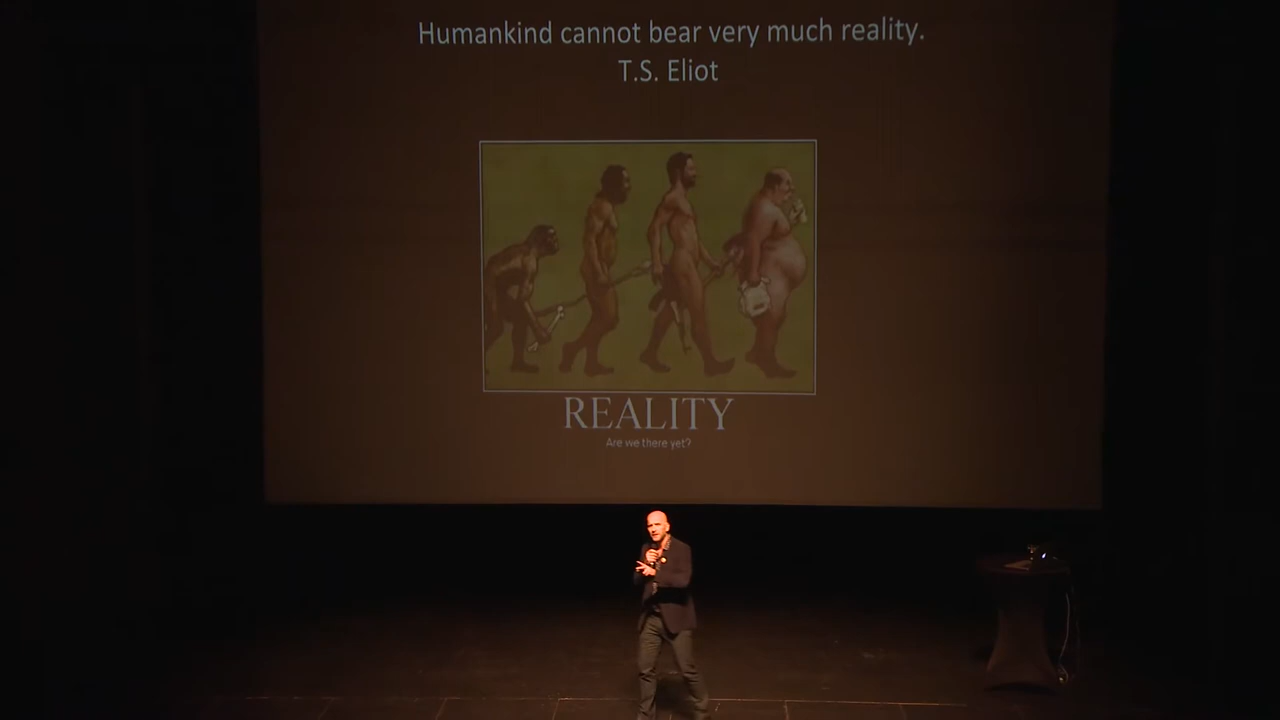 Humankind cannot bear very much reality.
T.S. Eliot
REALITY
Are we there yet?